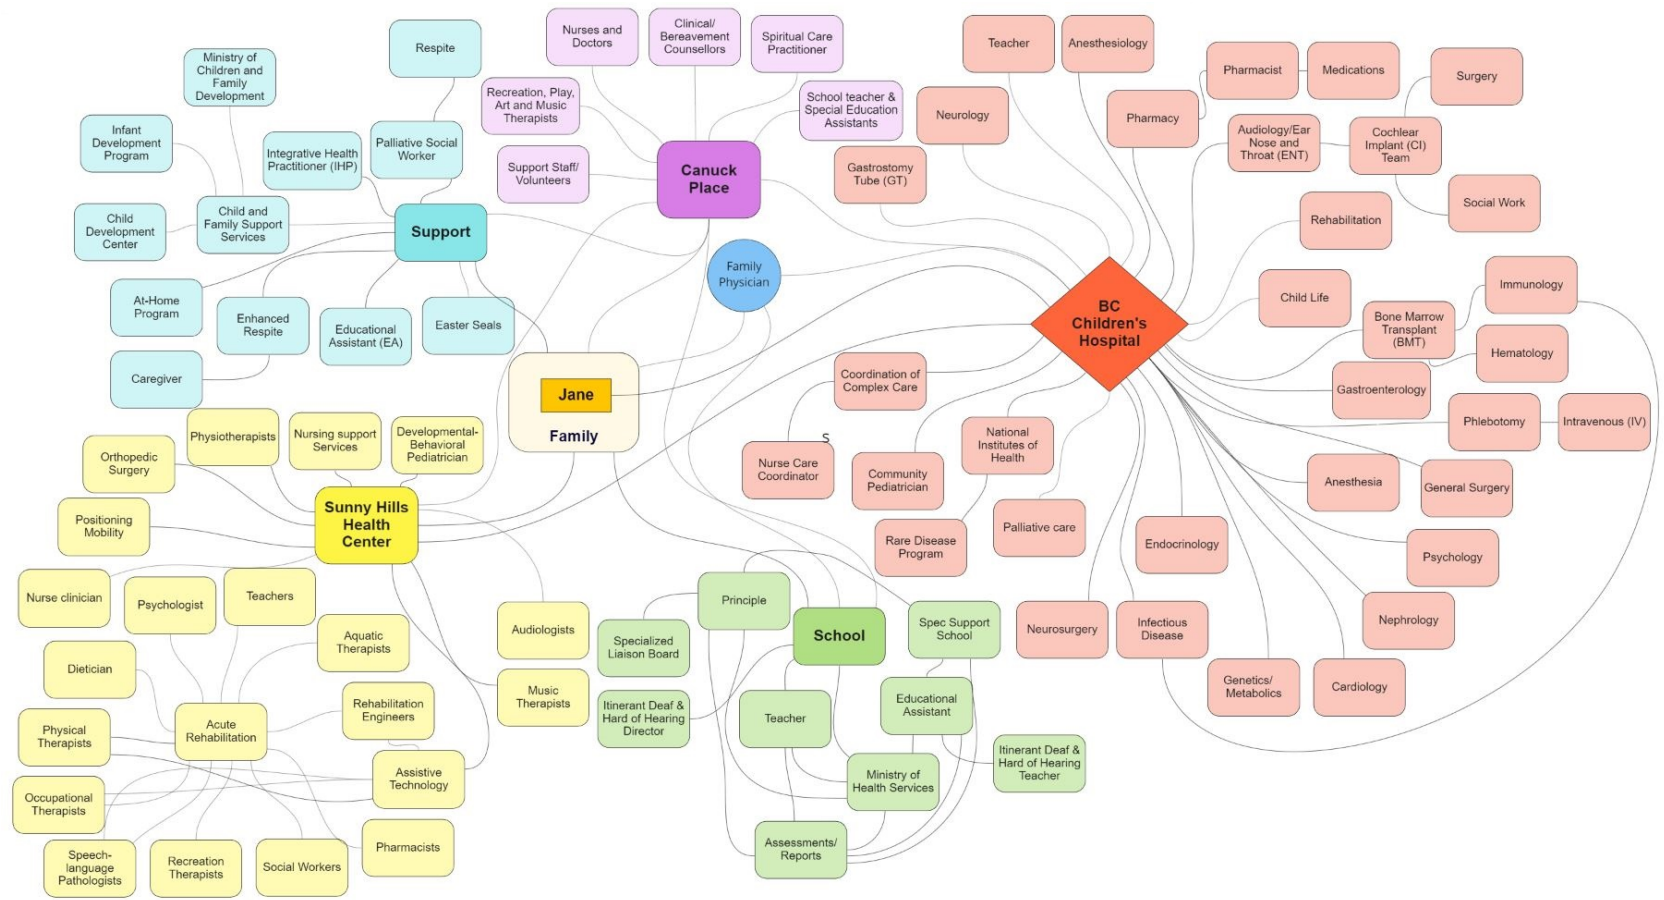 Respite
Ministry of
Children and
Family
Development
Infant
Development
Program
Integrative Health
Practitioner (IHP)
Palliative Social
Worker
Child
Development
Center
Child and
Family Support
Services
Support
At-Home
Program
Enhanced
Respite
Educational
Assistant (EA)
Easter Seals
Caregiver
Nurses and
Doctors
Clinical/
Bereavement
Counsellors
Spiritual Care
Practitioner
Recreation, Play,
Art and Music
Therapists
School teacher &
Special Education
Assistants
Support Staff/
Volunteers
Canuck
Place
Family
Physician
Jane
Family
Teacher
Anesthesiology
Neurology
Gastrostomy
Tube (GT)
Pharmacy
Pharmacist
Medications
Surgery
Audiology/Ear
Nose and
Throat (ENT)
Cochlear
Implant (CI)
Team
Social Work
Rehabilitation
Child Life
Immunology
Bone Marrow
Transplant
(BMT)
Hematology
Gastroenterology
Phlebotomy
Intravenous (IV)
BC
Children's
Hospital
Coordination of
Complex Care
S
Nurse Care
Coordinator
Community
Pediatrician
National
Institutes of
Health
Rare Disease
Program
Palliative care
Endocrinology
Anesthesia
General Surgery
Psychology
Nephrology
Neurosurgery
Infectious
Disease
Genetics/
Metabolics
Cardiology
Physiotherapists
Nursing support
Services
Developmental-
Behavioral
Pediatrician
Orthopedic
Surgery
Positioning
Mobility
Sunny Hills
Health
Center
Nurse clinician
Psychologist
Teachers
Aquatic
Therapists
Dietician
Rehabilitation
Engineers
Physical
Therapists
Acute
Rehabilitation
Assistive
Technology
Occupational
Therapists
Speech-
language
Pathologists
Recreation
Therapists
Social Workers
Pharmacists
Audiologists
Music
Therapists
Principle
Specialized
Liaison Board
School
Spec Support
School
Itinerant Deaf &
Hard of Hearing
Director
Teacher
Educational
Assistant
Ministry of
Health Services
Itinerant Deaf &
Hard of Hearing
Teacher
Assessments/
Reports